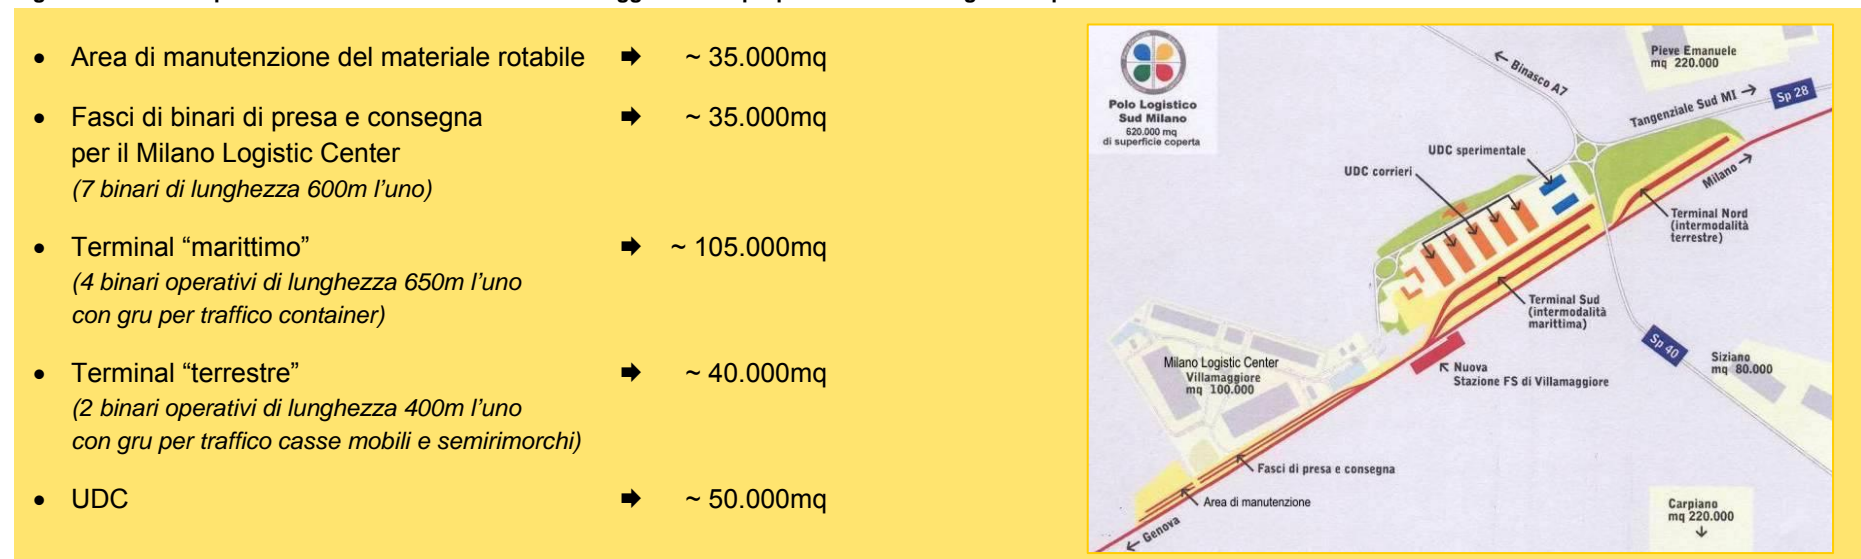 • Area di manutenzione del materiale rotabile ➡ ~ 35.000mq
• Fasci di binari di presa e consegna ➡ ~ 35.000mq
per il Milano Logistic Center
(7 binari di lunghezza 600m l’uno)
• Terminal “marittimo” ➡ ~ 105.000mq
(4 binari operativi di lunghezza 650m l’uno
con gru per traffico container)
• Terminal “terrestre” ➡ ~ 40.000mq
(2 binari operativi di lunghezza 400m l’uno
con gru per traffico casse mobili e semirimorchi)
• UDC ➡ ~ 50.000mq
Polo Logistico
Sud Milano
620.000 mq
di superficie coperta
← Binasco A7
Pieve Emanuele
mq 220.000
Tangenziale Sud MI →
Sp 28
UDC sperimentale
UDC corrieri
Milano →
Terminal Nord
(intermodalità
terrestre)
Terminal Sud
(intermodalità
marittima)
Sp 40
Siziano
mq 80.000
Milano Logistic Center
Villamaggiore
mq 100.000
Nuova
Stazione FS di Villamaggiore
Fasci di presa e consegna
Area di manutenzione
← Genova
Carpiano
mq 220.000
↓